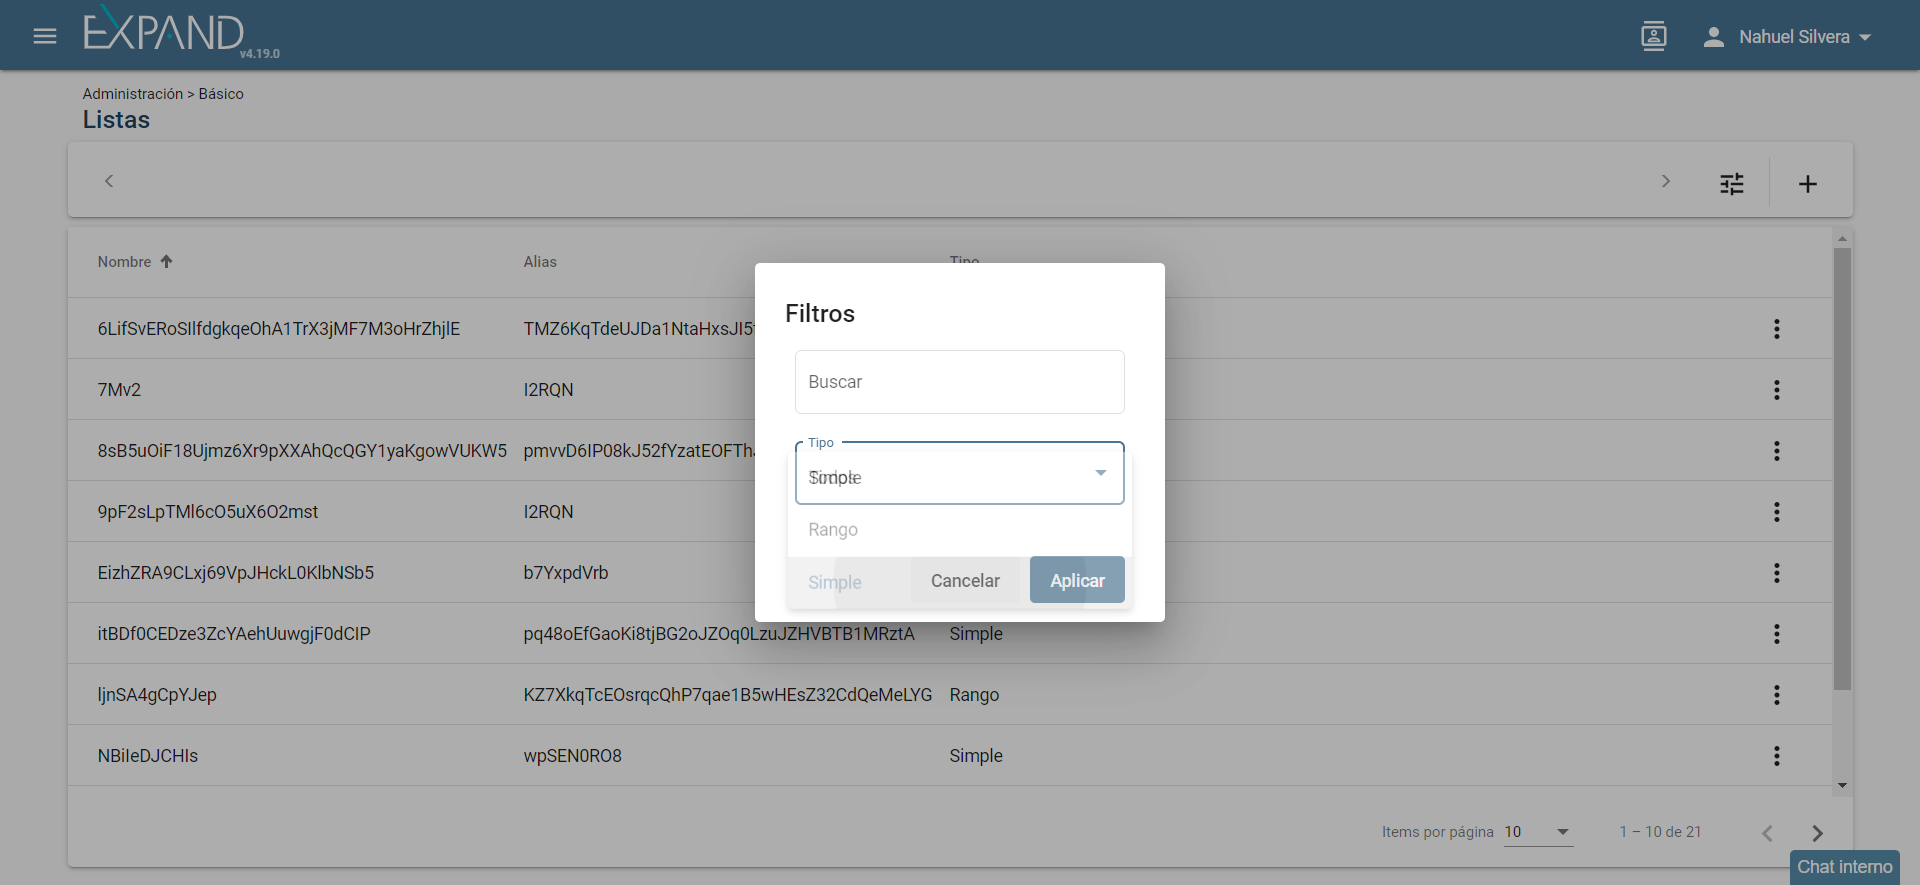 EXPAND
v4.19.0
Nahuel Silvera
Administración > Básico
Listas
Nombre
Alias
Tipo
6LifSvERoSIlfdgkqeOhA1TrX3jMF7M3oHrZhjlE
TMZ6KqTdeUJDa1NtaHxsJI5
7Mv2
I2RQN
8sB5uOiF18Ujmz6Xr9pXXAhQcQGY1yaKgowVUKW5
pmvvD6IP08kJ52fYzatEOFTh
9pF2sLpTMl6cO5uX6O2mst
I2RQN
EizhZRA9CLxj69VpJHckL0KlbNSb5
b7YxpdVrb
itBDf0CEDze3ZcYAehUuwgjF0dCIP
pq48oEfGaoKi8tjBG2oJZOq0LzuJZHVBTB1MRztA
Simple
ljnSA4gCpYJep
KZ7XkqTcEOsrqcQhP7qae1B5wHEsZ32CdQeMeLYG
Rango
NBiIeDJCHIs
wpSEN0RO8
Simple
Filtros
Buscar
Tipo
Simple
Todos
Rango
Simple
Cancelar
Aplicar
Items por página
10
1 – 10 de 21
Chat interno